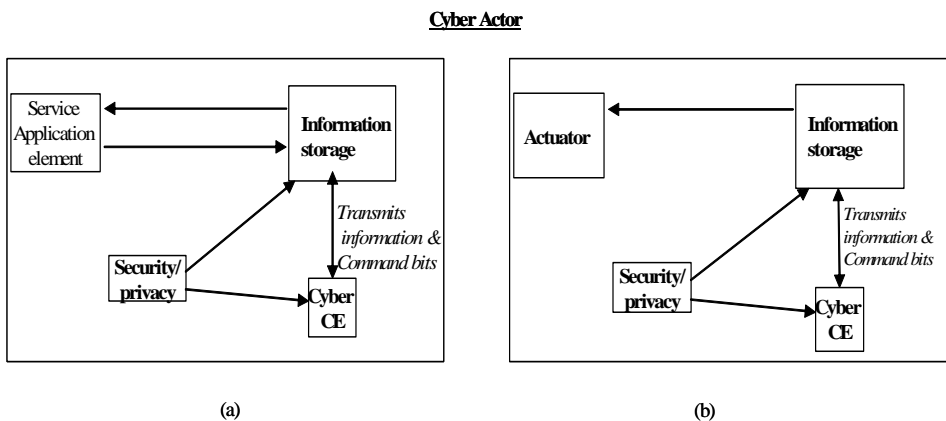 Cyber Actor
Service
Application
element
Information
storage
Transmits
information &
Command bits
Security/
privacy
Cyber
CE
(a)
Actuator
Information
storage
Transmits
information &
Command bits
Security/
privacy
Cyber
CE
(b)